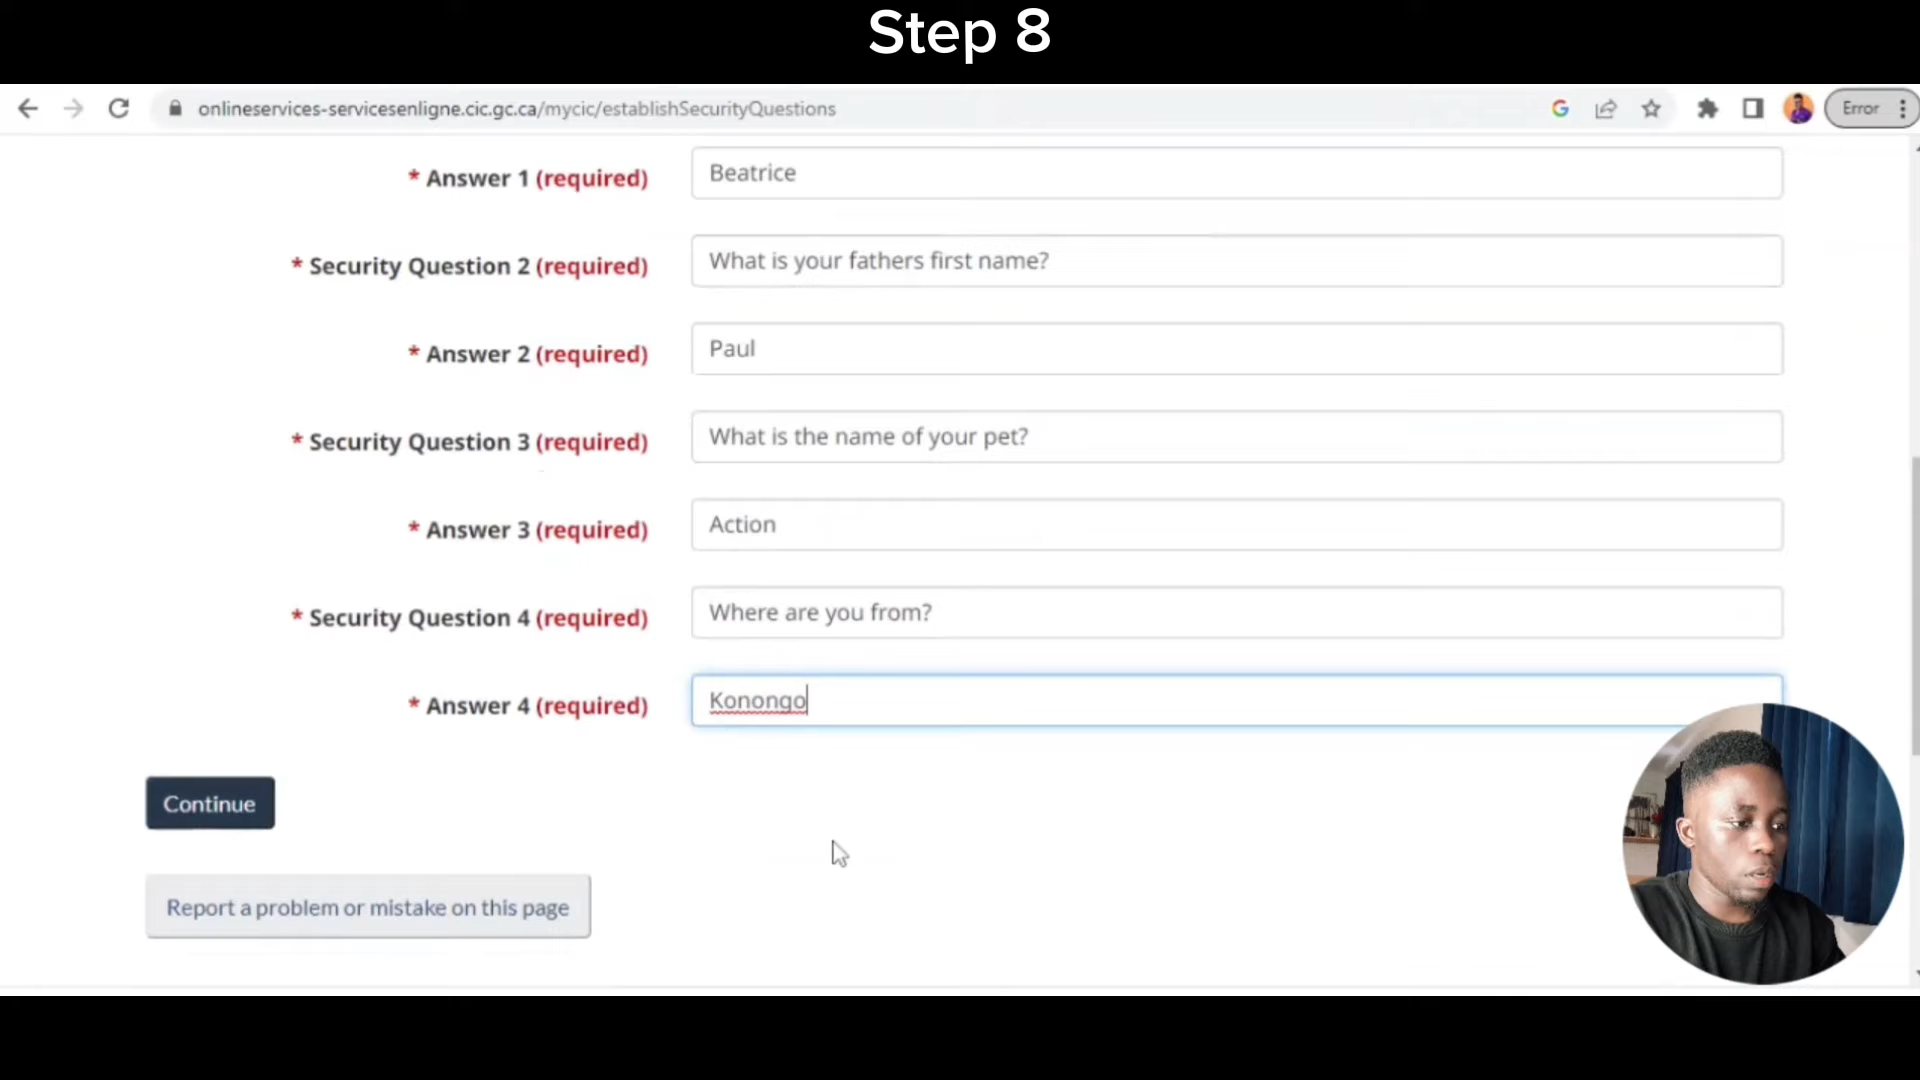 Step 8
onlineservices-servicesenligne.cic.gc.ca/mycic/establishSecurityQuestions
Error
* Answer 1 (required)
Beatrice
* Security Question 2 (required)
What is your fathers first name?
* Answer 2 (required)
Paul
* Security Question 3 (required)
What is the name of your pet?
* Answer 3 (required)
Action
* Security Question 4 (required)
Where are you from?
* Answer 4 (required)
Konongo
Continue
Report a problem or mistake on this page